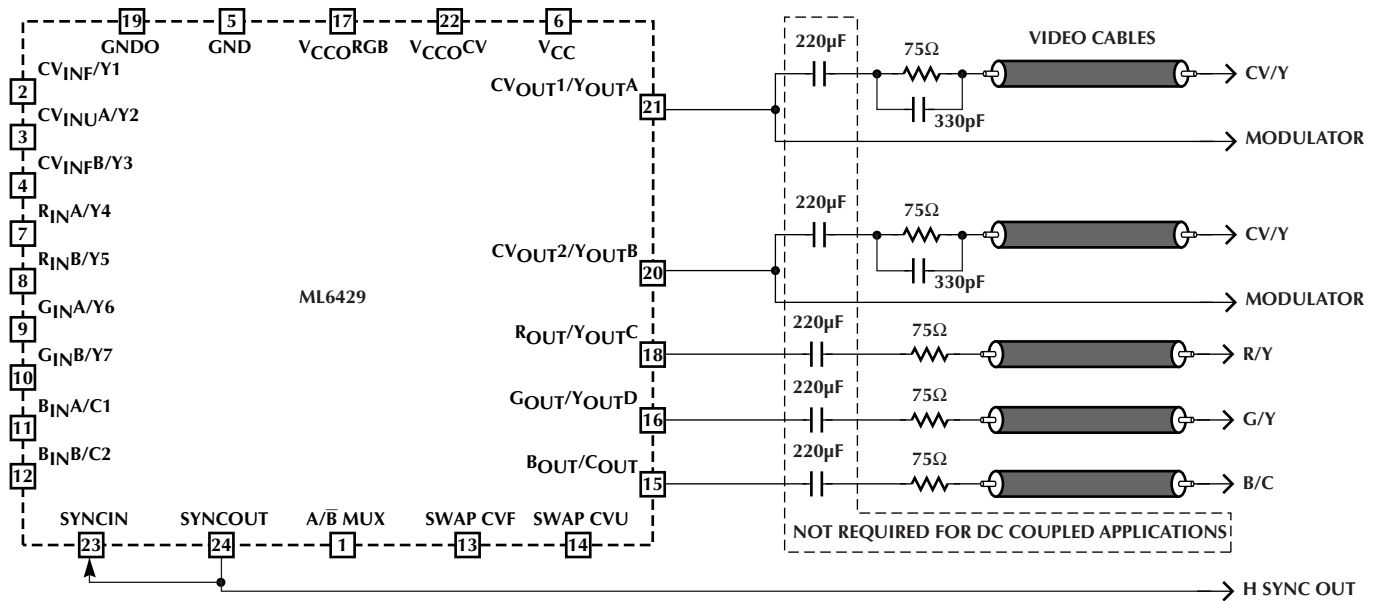 19 5 17 22 6
GNDO GND VCCORGB VCCOCV VCC
CVINF/Y1
2
CVINUA/Y2
3
CVINFB/Y3
4
RINA/Y4
7
RINB/Y5
8
GINA/Y6
9
GINB/Y7
10
BINA/C1
11
BINB/C2
12
ML6429
CVOUT1/YOUTA
21
CVOUT2/YOUTB
20
ROUT/YOUTC
18
GOUT/YOUTD
16
BOUT/COUT
15
SYNCIN SYNCOUT A/B̅ MUX SWAP CVF SWAP CVU
23 24 1 13 14
220µF 75Ω VIDEO CABLES
CV/Y
330pF
MODULATOR
220µF 75Ω
CV/Y
330pF
MODULATOR
220µF 75Ω
R/Y
220µF 75Ω
G/Y
220µF 75Ω
B/C
NOT REQUIRED FOR DC COUPLED APPLICATIONS
H SYNC OUT